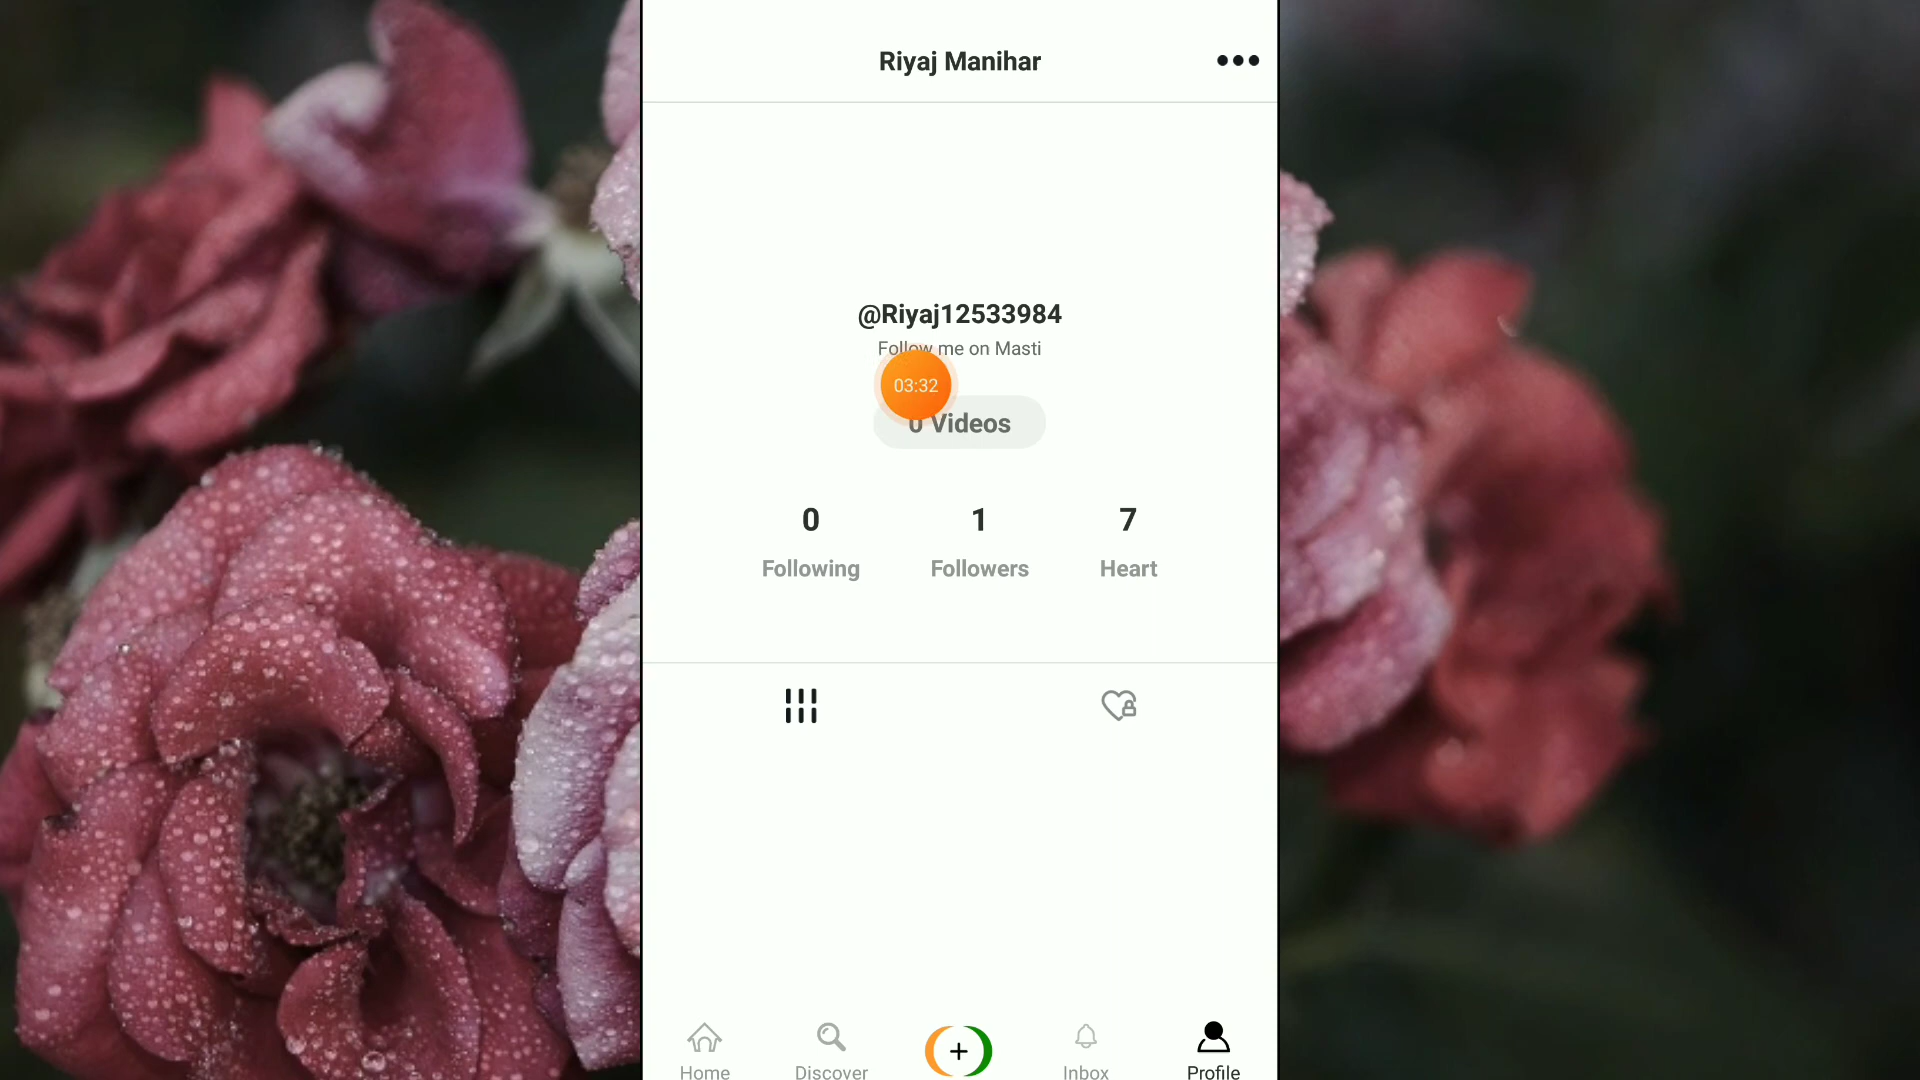 Riyaj Manihar
@Riyaj12533984
Follow me on Masti
03:32
0 Videos
0 1 7
Following Followers Heart
Home Discover Inbox Profile